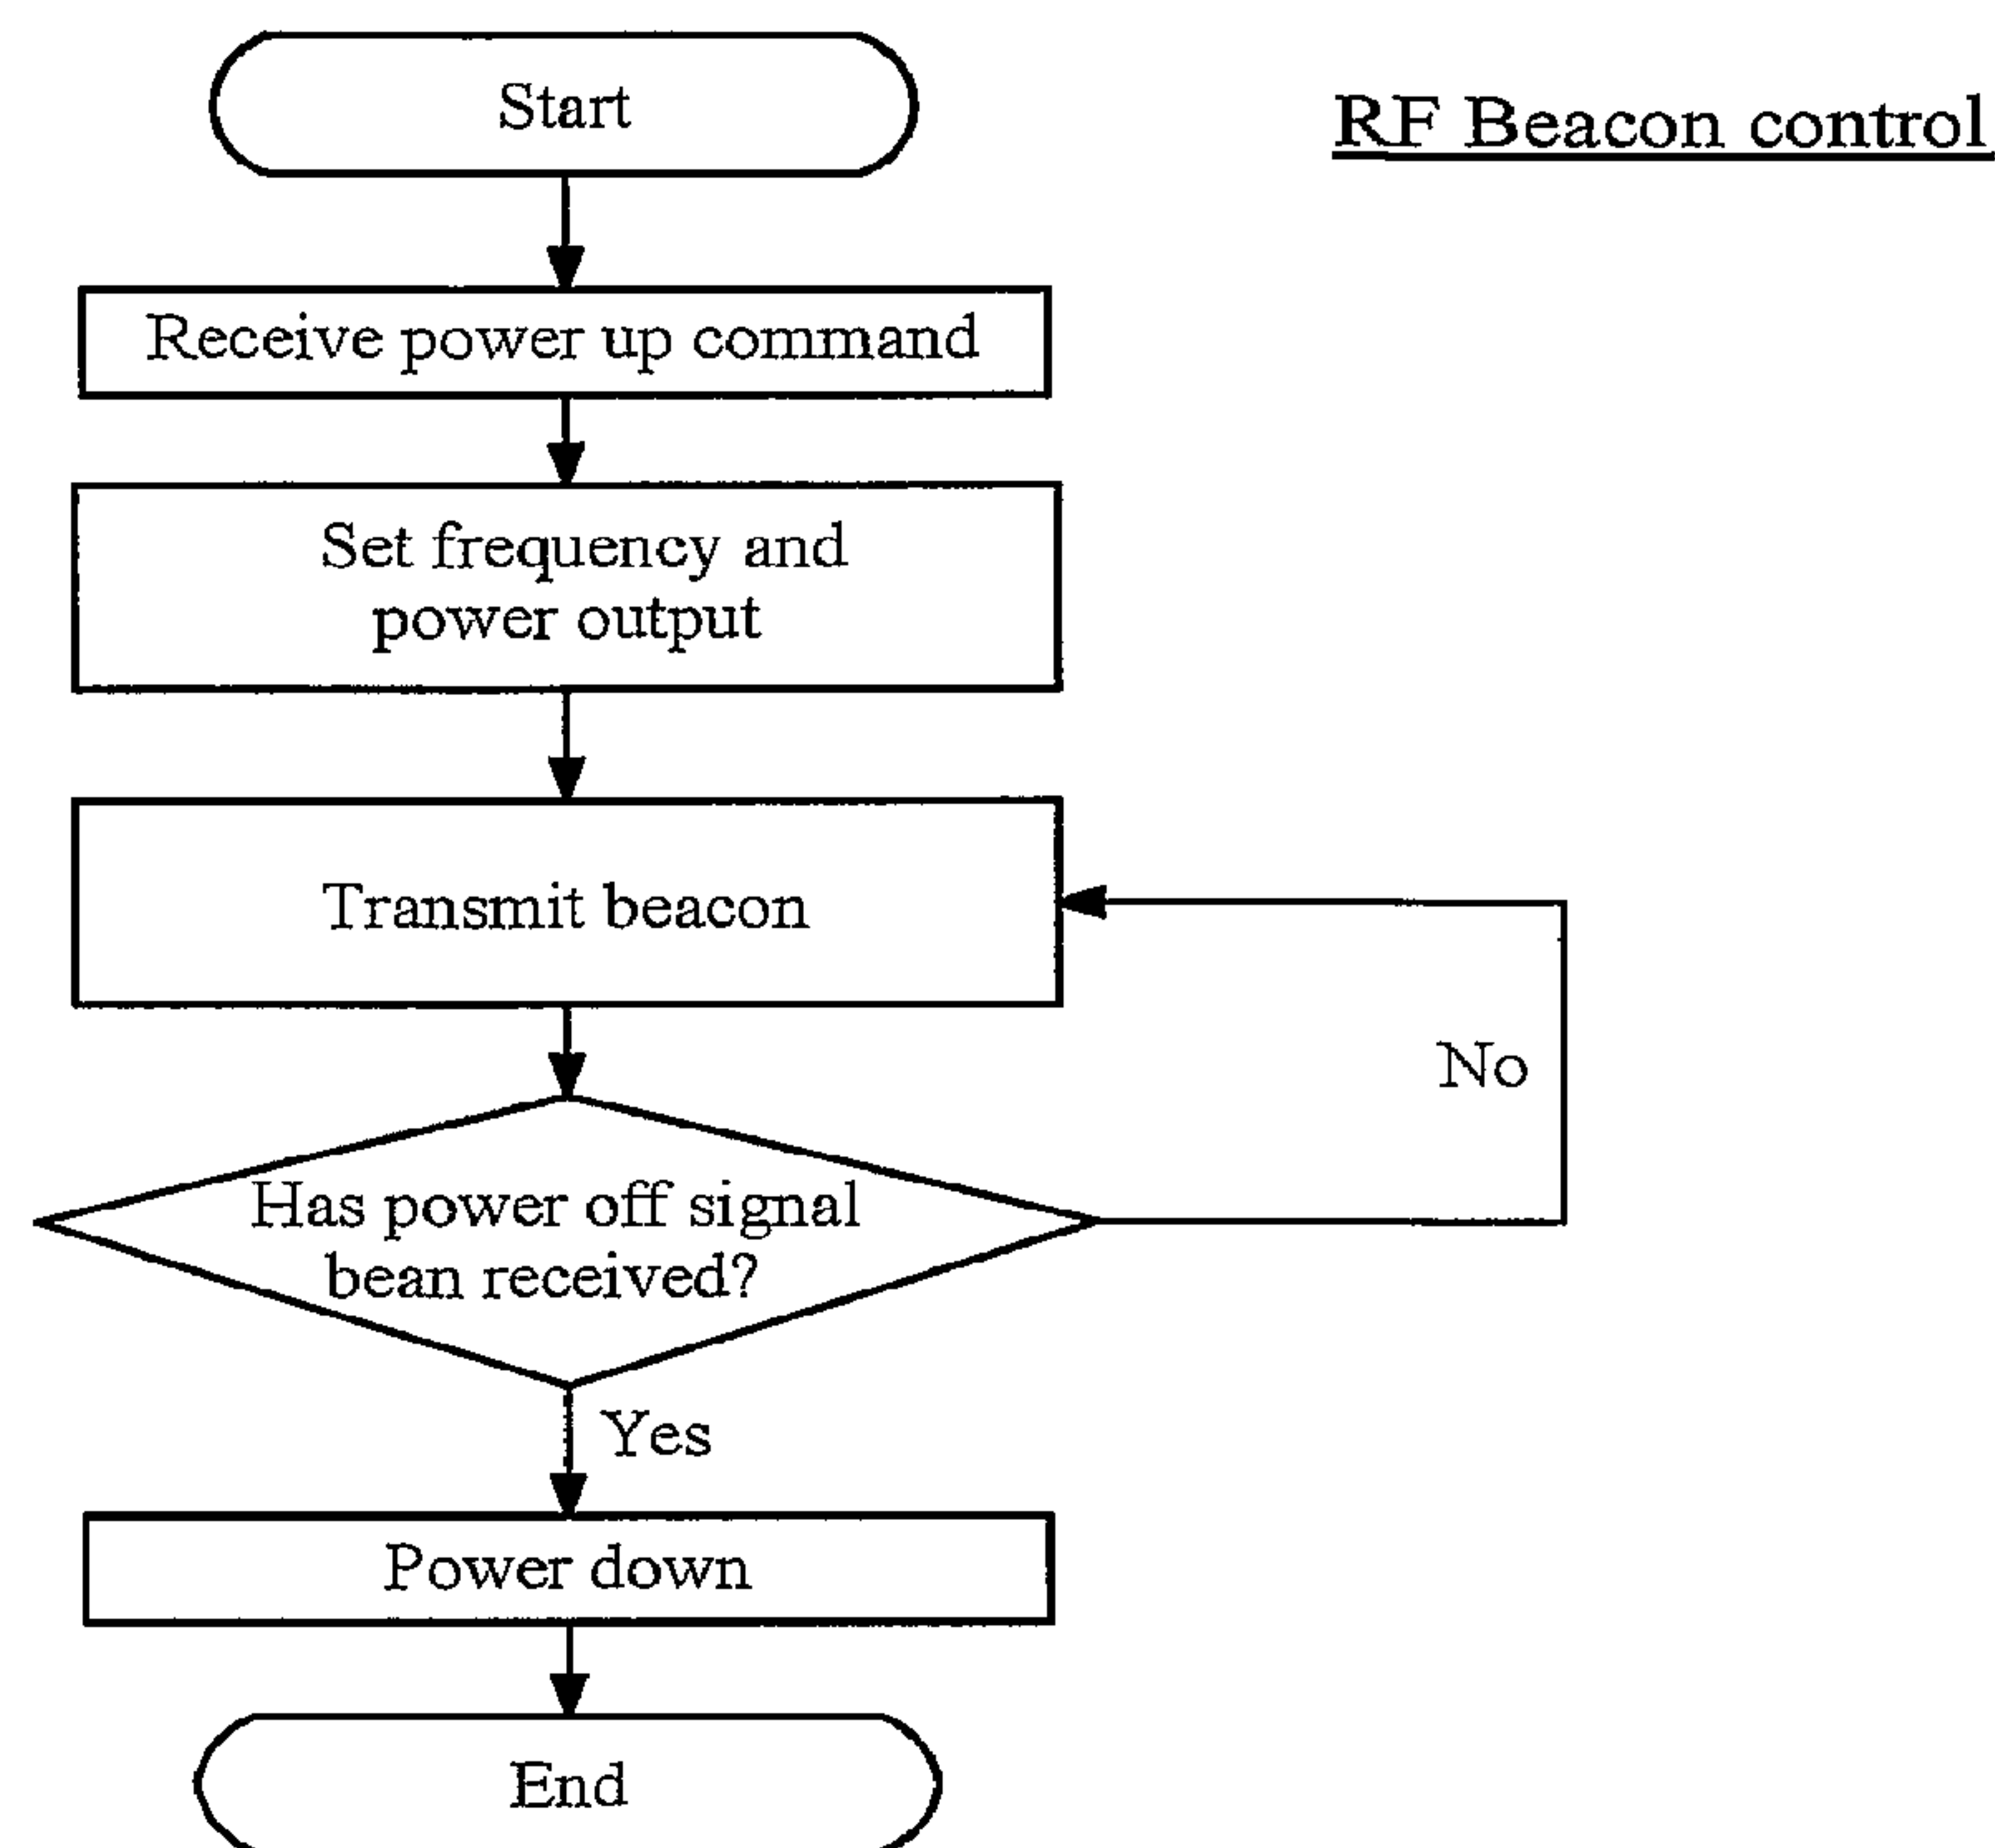 Start
RF Beacon control
Receive power up command
Set frequency and
power output
Transmit beacon
No
Has power off signal
bean received?
Yes
Power down
End